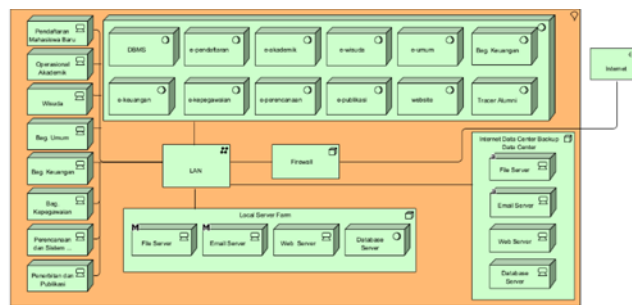 Pendaftaran
Mahasiswa Baru
Operasional
Akademik
Wisuda
Bag. Umum
Bag. Keuangan
Bag.
Kepegawaian
Perencanaan
dan Sistem ...
Penerbitan dan
Publikasi
DBMS
e-pendaftaran
e-akademik
e-wisuda
e-umum
Bag. Keuangan
e-keuangan
e-kepegawaian
e-perencanaan
e-publikasi
website
Tracer Alumni
LAN
Firewall
Internet
Local Server Farm
M
File Server
M
Email Server
Web Server
Database
Server
Internet Data Center Backup
Data Center
File Server
Email Server
Web Server
Database
Server